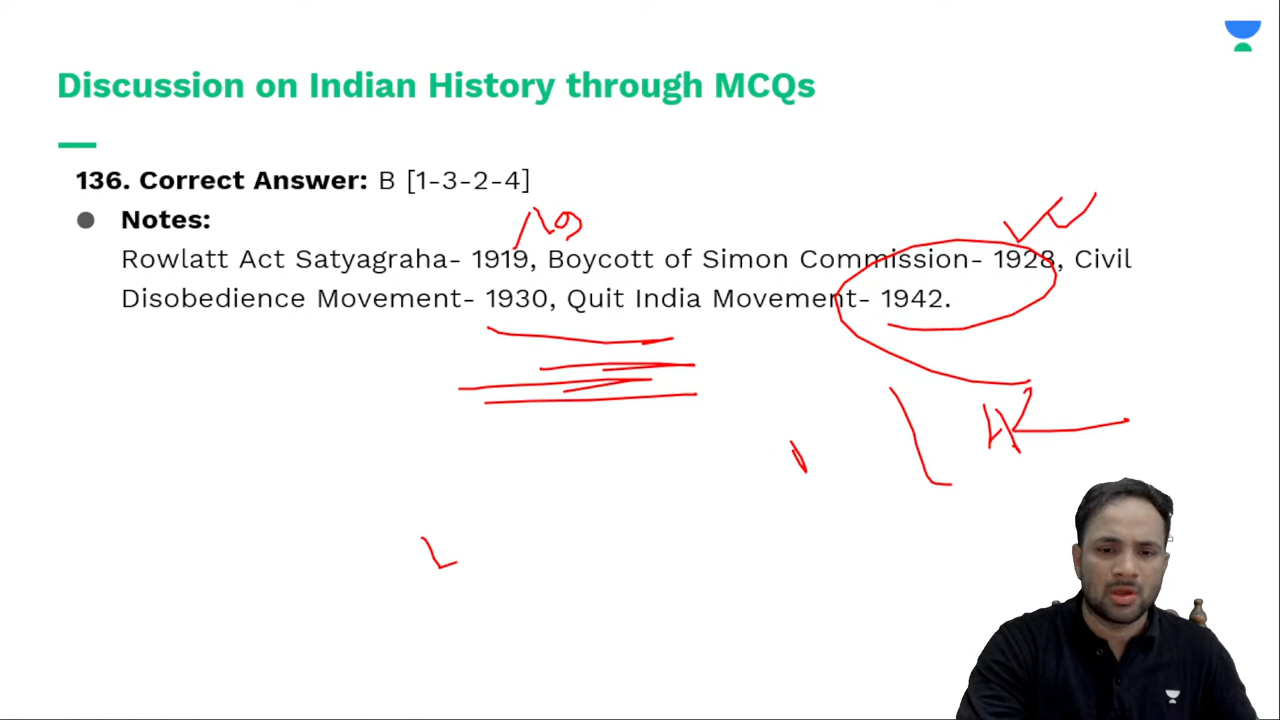 Discussion on Indian History through MCQs
136. Correct Answer: B [1-3-2-4]
Notes:
Rowlatt Act Satyagraha- 1919, Boycott of Simon Commission- 1928, Civil
Disobedience Movement- 1930, Quit India Movement- 1942.